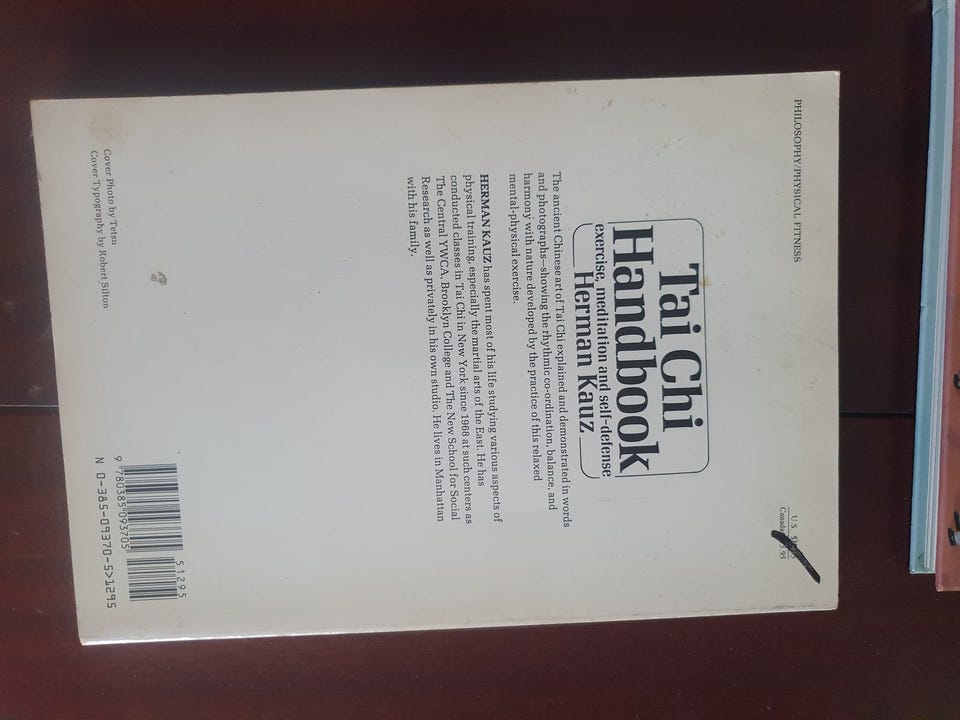 PHILOSOPHY/PHYSICAL FITNESS
U.S.
Canada
Tai Chi
Handbook
exercise, meditation and self-defense
Herman Kauz
The ancient Chinese art of Tai Chi explained and demonstrated in words
and photographs—showing the rhythmic co-ordination, balance, and
harmony with nature developed by the practice of this relaxed
mental-physical exercise.
HERMAN KAUZ has spent most of his life studying various aspects of
physical training, especially the martial arts of the East. He has
conducted classes in Tai Chi in New York since 1968 at such centers as
The Central YWCA, Brooklyn College and The New School for Social
Research as well as privately in his own studio. He lives in Manhattan
with his family.
51295
9 780385 093705
N 0-385-09370-5>1295
Cover Photo by Tetsu
Cover Typography by Robert Silton